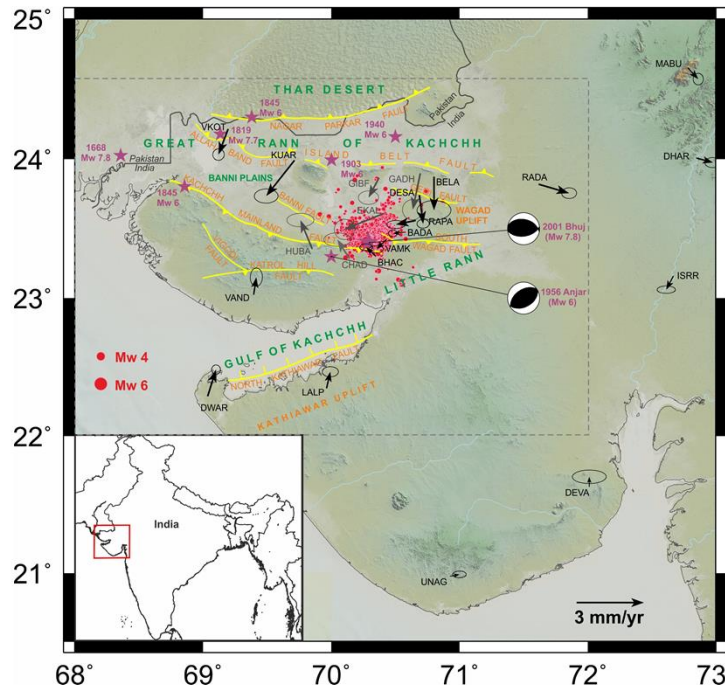 25°
24°
23°
22°
21°
68°
69°
70°
71°
72°
73°
THAR DESERT
MABU
1845
Mw 6
NAGAR PARKAR FAULT
Pakistan
India
VKOT
1819
Mw 7.7
1940
Mw 6
GREAT RANN OF KACHCHH
1668
Mw 7.8
Pakistan
India
ALLAH BAND FAULT
KUAR
ISLAND BELT FAULT
1903
Mw 6
DHAR
BANNI PLAINS
1845
Mw 6
GIBF
GADH
DESA
BELA
RADA
KACHCHH MAINLAND FAULT
BANNI FAULT
EKAL
GEDI FAULT
WAGAD
UPLIFT
RAPA
BADA
2001 Bhuj
(Mw 7.8)
SOUTH WAGAD FAULT
HUBA
VAMK
BHAC
CHAD
KATROL HILL
FAULT
VAND
LITTLE RANN
ISRR
1956 Anjar
(Mw 6)
Mw 4
Mw 6
GULF OF KACHCHH
NORTH KATHIAWAR FAULT
DWAR
LALP
KATHIAWAR UPLIFT
DEVA
UNAG
India
3 mm/yr